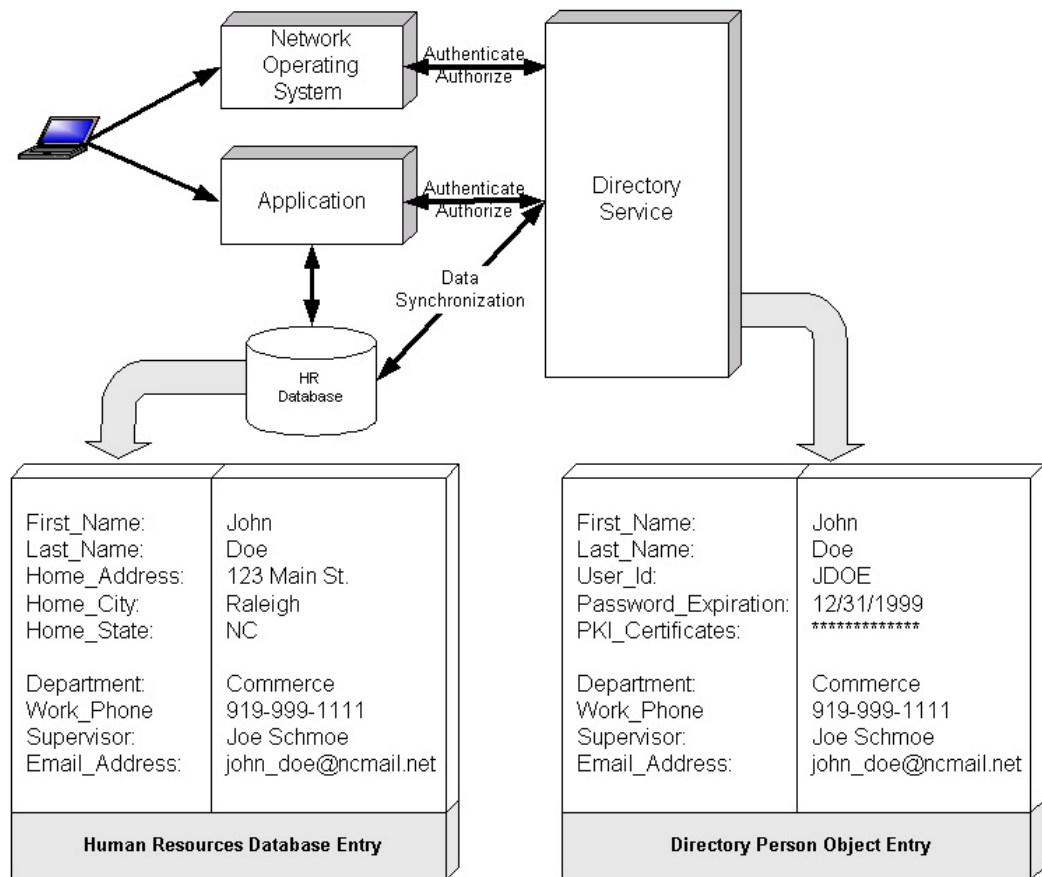 Network
Operating
System
Authenticate
Authorize
Application
Authenticate
Authorize
Directory
Service
Data
Synchronization
HR
Database
First_Name: John
Last_Name: Doe
Home_Address: 123 Main St.
Home_City: Raleigh
Home_State: NC
Department: Commerce
Work_Phone 919-999-1111
Supervisor: Joe Schmoe
Email_Address: john_doe@ncmail.net
Human Resources Database Entry
First_Name: John
Last_Name: Doe
User_Id: JDOE
Password_Expiration: 12/31/1999
PKI_Certificates: *************
Department: Commerce
Work_Phone 919-999-1111
Supervisor: Joe Schmoe
Email_Address: john_doe@ncmail.net
Directory Person Object Entry